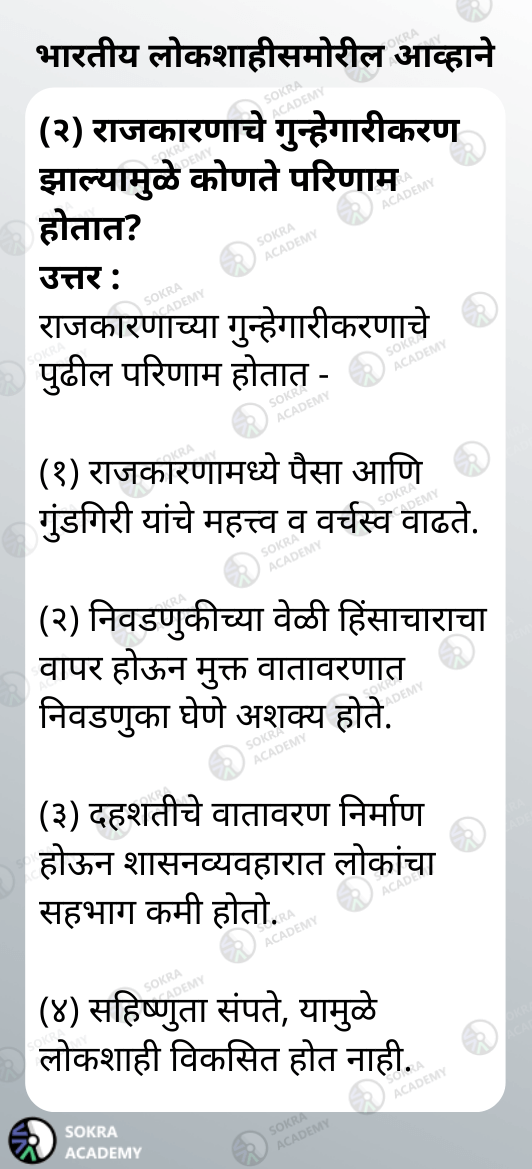 भारतीय लोकशाहीसमोरील आव्हाने
(२) राजकारणाचे गुन्हेगारीकरण
झाल्यामुळे कोणते परिणाम
होतात?
उत्तर :
राजकारणाच्या गुन्हेगारीकरणाचे
पुढील परिणाम होतात -
(१) राजकारणामध्ये पैसा आणि
गुंडगिरी यांचे महत्त्व व वर्चस्व वाढते.
(२) निवडणुकीच्या वेळी हिंसाचाराचा
वापर होऊन मुक्त वातावरणात
निवडणुका घेणे अशक्य होते.
(३) दहशतीचे वातावरण निर्माण
होऊन शासनव्यवहारात लोकांचा
सहभाग कमी होतो.
(४) सहिष्णुता संपते, यामुळे
लोकशाही विकसित होत नाही.
SOKRA
ACADEMY